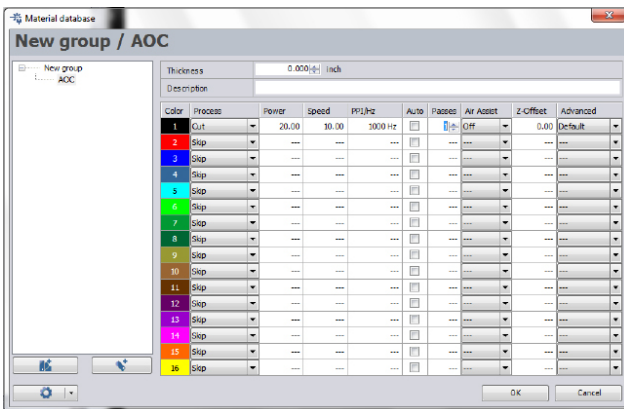 Material database
New group / AOC
New group
AOC
Thickness 0.000 Inch
Description
Color Process Power Speed PPI/Hz Auto Passes Air Assist Z-Offset Advanced
1 Cut 20.00 10.00 1000 Hz 1 Off 0.00 Default
2 Skip --- --- --- --- --- --- ---
3 Skip --- --- --- --- --- --- ---
4 Skip --- --- --- --- --- --- ---
5 Skip --- --- --- --- --- --- ---
6 Skip --- --- --- --- --- --- ---
7 Skip --- --- --- --- --- --- ---
8 Skip --- --- --- --- --- --- ---
9 Skip --- --- --- --- --- --- ---
10 Skip --- --- --- --- --- --- ---
11 Skip --- --- --- --- --- --- ---
12 Skip --- --- --- --- --- --- ---
13 Skip --- --- --- --- --- --- ---
14 Skip --- --- --- --- --- --- ---
15 Skip --- --- --- --- --- --- ---
16 Skip --- --- --- --- --- --- ---
OK Cancel